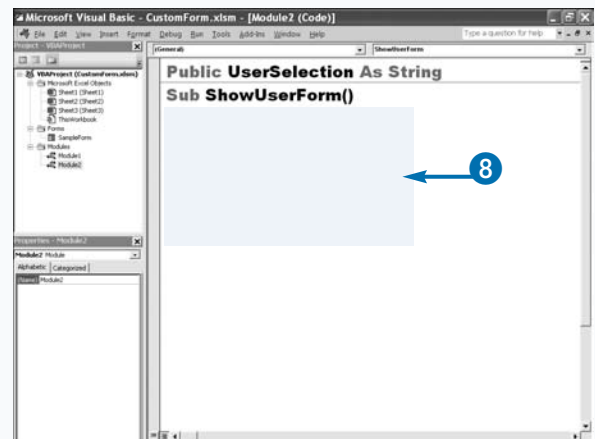 Microsoft Visual Basic - CustomForm.xlsm - [Module2 (Code)]
File Edit View Insert Format Debug Run Tools Add-Ins Window Help
Type a question for help
Project - VBAProject
(General)
ShowUserForm
VBAProject (CustomForm.xlsm)
Microsoft Excel Objects
Sheet1 (Sheet1)
Sheet2 (Sheet2)
Sheet3 (Sheet3)
ThisWorkbook
Forms
SampleForm
Modules
Module1
Module2
Public UserSelection As String
Sub ShowUserForm()
8
Properties - Module2
Module2 Module
Alphabetic Categorized
(Name) Module2